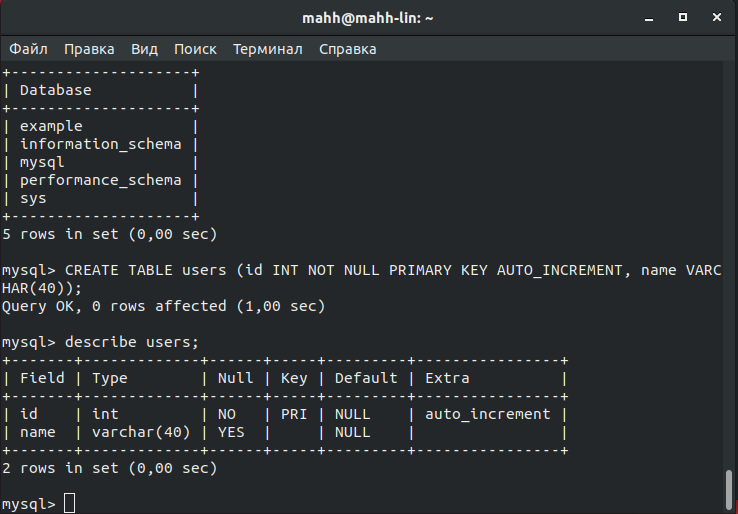 mahh@mahh-lin: ~
Файл Правка Вид Поиск Терминал Справка
+--------------------+
| Database           |
+--------------------+
| example            |
| information_schema |
| mysql              |
| performance_schema |
| sys                |
+--------------------+
5 rows in set (0,00 sec)
mysql> CREATE TABLE users (id INT NOT NULL PRIMARY KEY AUTO_INCREMENT, name VARC
HAR(40));
Query OK, 0 rows affected (1,00 sec)
mysql> describe users;
+-------+-------------+------+-----+---------+----------------+
| Field | Type        | Null | Key | Default | Extra          |
+-------+-------------+------+-----+---------+----------------+
| id    | int         | NO   | PRI | NULL    | auto_increment |
| name  | varchar(40) | YES  |     | NULL    |                |
+-------+-------------+------+-----+---------+----------------+
2 rows in set (0,00 sec)
mysql>